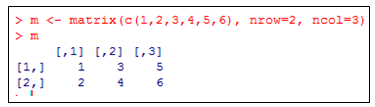 > m <- matrix(c(1,2,3,4,5,6), nrow=2, ncol=3)
> m
     [,1] [,2] [,3]
[1,]    1    3    5
[2,]    2    4    6